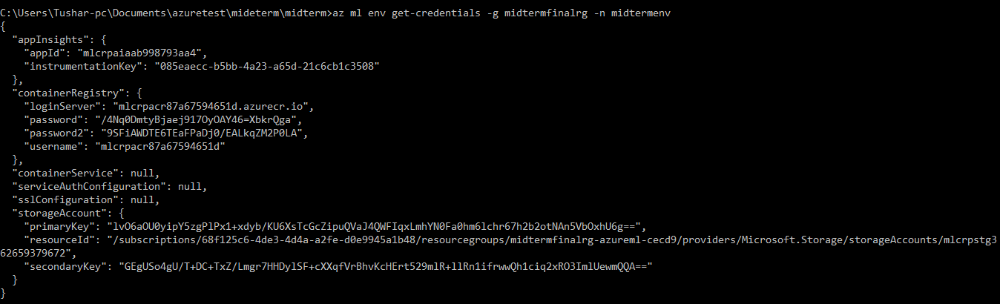 C:\Users\Tushar-pc\Documents\azuretest\mideterm\midterm>az ml env get-credentials -g midtermfinalrg -n midtermenv
{
  "appInsights": {
    "appId": "mlcrpaiaab998793aa4",
    "instrumentationKey": "085eaecc-b5bb-4a23-a65d-21c6cb1c3508"
  },
  "containerRegistry": {
    "loginServer": "mlcrpacr87a67594651d.azurecr.io",
    "password": "/4Nq0DmtyBjaej917OyOAY46=XbkrQga",
    "password2": "9SFiAWDTE6TEaFPaDj0/EALkqZM2P0LA",
    "username": "mlcrpacr87a67594651d"
  },
  "containerService": null,
  "serviceAuthConfiguration": null,
  "sslConfiguration": null,
  "storageAccount": {
    "primaryKey": "lvO6aOU0yipY5zgPlPx1+xdyb/KU6XsTcGcZipuQVaJ4QWFIqxLmhYN0Fa0hm6lchr67h2b2otNAn5VbOxhU6g==",
    "resourceId": "/subscriptions/68f125c6-4de3-4d4a-a2fe-d0e9945a1b48/resourcegroups/midtermfinalrg-azureml-cecd9/providers/Microsoft.Storage/storageAccounts/mlcrpstg3
62659379672",
    "secondaryKey": "GEgUSo4gU/T+DC+TxZ/Lmgr7HHDylSF+cXXqfVrBhvKcHErt529mlR+llRn1ifrwwQh1ciq2xRO3ImlUewmQQA=="
  }
}